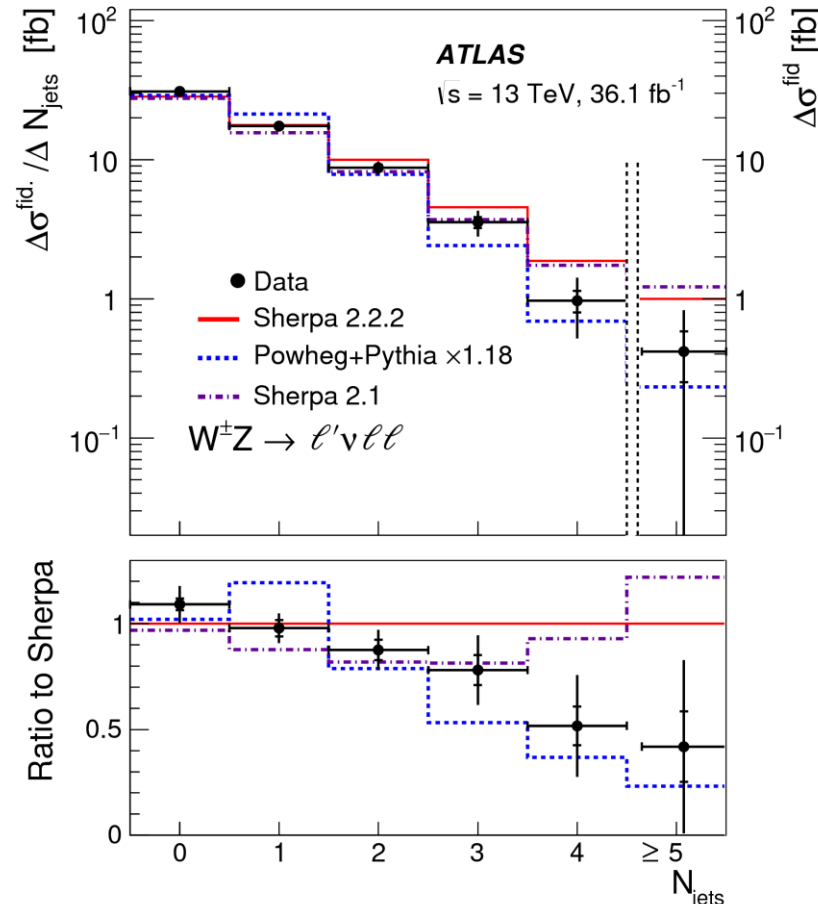 Δσ^fid. / Δ N_jets [fb]
Δσ^fid [fb]
10²
10
1
10⁻¹
10²
10
1
10⁻¹
ATLAS
√s = 13 TeV, 36.1 fb⁻¹
Data
Sherpa 2.2.2
Powheg+Pythia ×1.18
Sherpa 2.1
W^±Z → ℓ′ν ℓℓ
Ratio to Sherpa
1
0.5
0
0 1 2 3 4 ≥ 5
N_jets